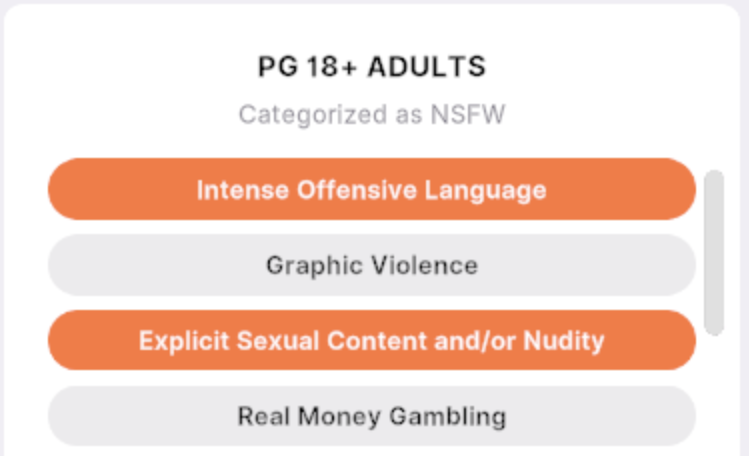 PG 18+ ADULTS
Categorized as NSFW
Intense Offensive Language
Graphic Violence
Explicit Sexual Content and/or Nudity
Real Money Gambling